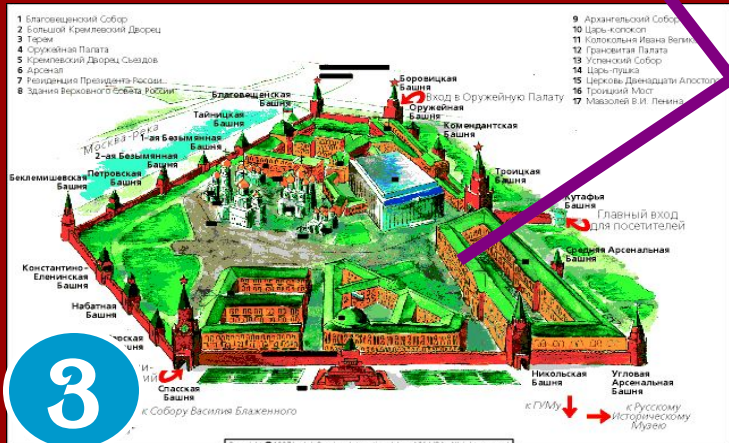 1 Благовещенский Собор
2 Большой Кремлевский Дворец
3 Терем
4 Оружейная Палата
5 Кремлевский Дворец Съездов
6 Арсенал
7 Резиденция Президента России
8 Здания Верховного Совета России
9 Архангельский Собор
10 Царь-колокол
11 Колокольня Ивана
12 Грановитая Палата
13 Успенский Собор
14 Царь-пушка
15 Церковь Двенадцати
16 Троицкий Мост
17 Мавзолей В.И. Ленина
Боровицкая
Башня
Вход в Оружейную Палату
Оружейная
Башня
Благовещенская
Башня
Тайницкая
Башня
Комендантская
Башня
Москва-Река
1-ая Безымянная
Башня
2-ая Безымянная
Башня
Петровская
Башня
Беклемишевская
Башня
Троицкая
Башня
Кутафья
Башня
Главный вход
для посетителей
Средняя Арсенальная
Башня
Константино-
Еленинская
Башня
Набатная
Башня
3
Спасская
Башня
Никольская
Башня
Угловая
Арсенальная
Башня
к Собору Василия Блаженного
к ГУМу
к Русскому
Историческому
Музею